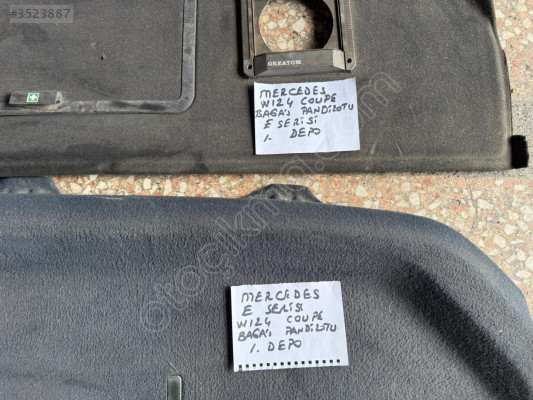 #3523887
GREATOM
MERCEDES
W124 COUPE
BAGAJ PANDİZOTU
E SERİSİ
1. DEPO
otoçıkma.com
MERCEDES
E SERİSİ
W124 COUPE
BAGAJ PANDİZOTU
1. DEPO